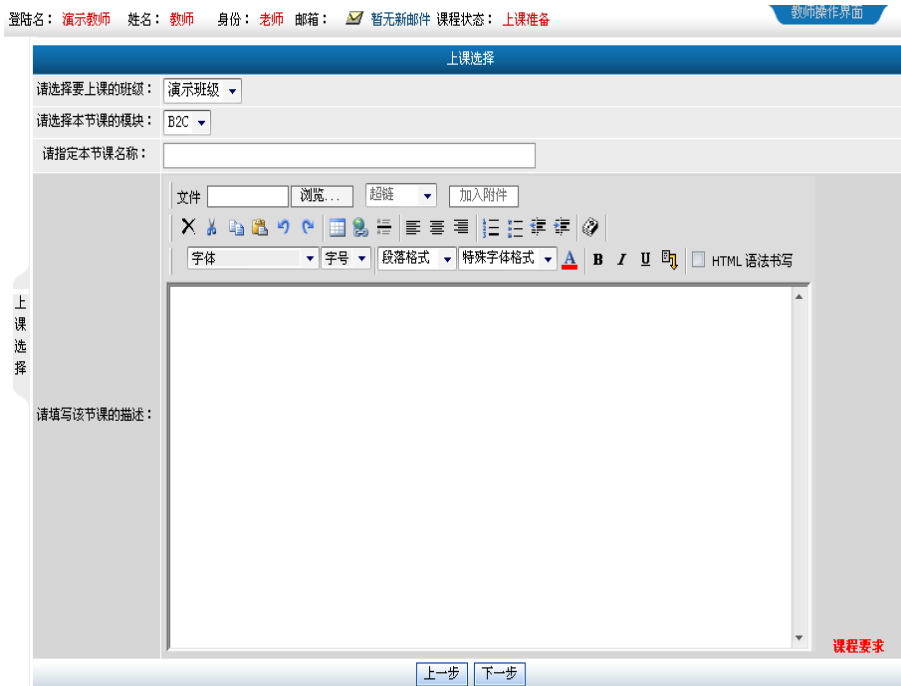 登陆名： 演示教师 姓名： 教师 身份： 老师 邮箱： 暂无新邮件 课程状态： 上课准备
教师操作界面
上课选择
请选择要上课的班级： 演示班级
请选择本节课的模块： B2C
请指定本节课名称：
文件 浏览... 超链 加入附件
字体 字号 段落格式 特殊字体格式 A B I U HTML 语法书写
上
课
选
择
请填写该节课的描述：
课程要求
上一步 下一步